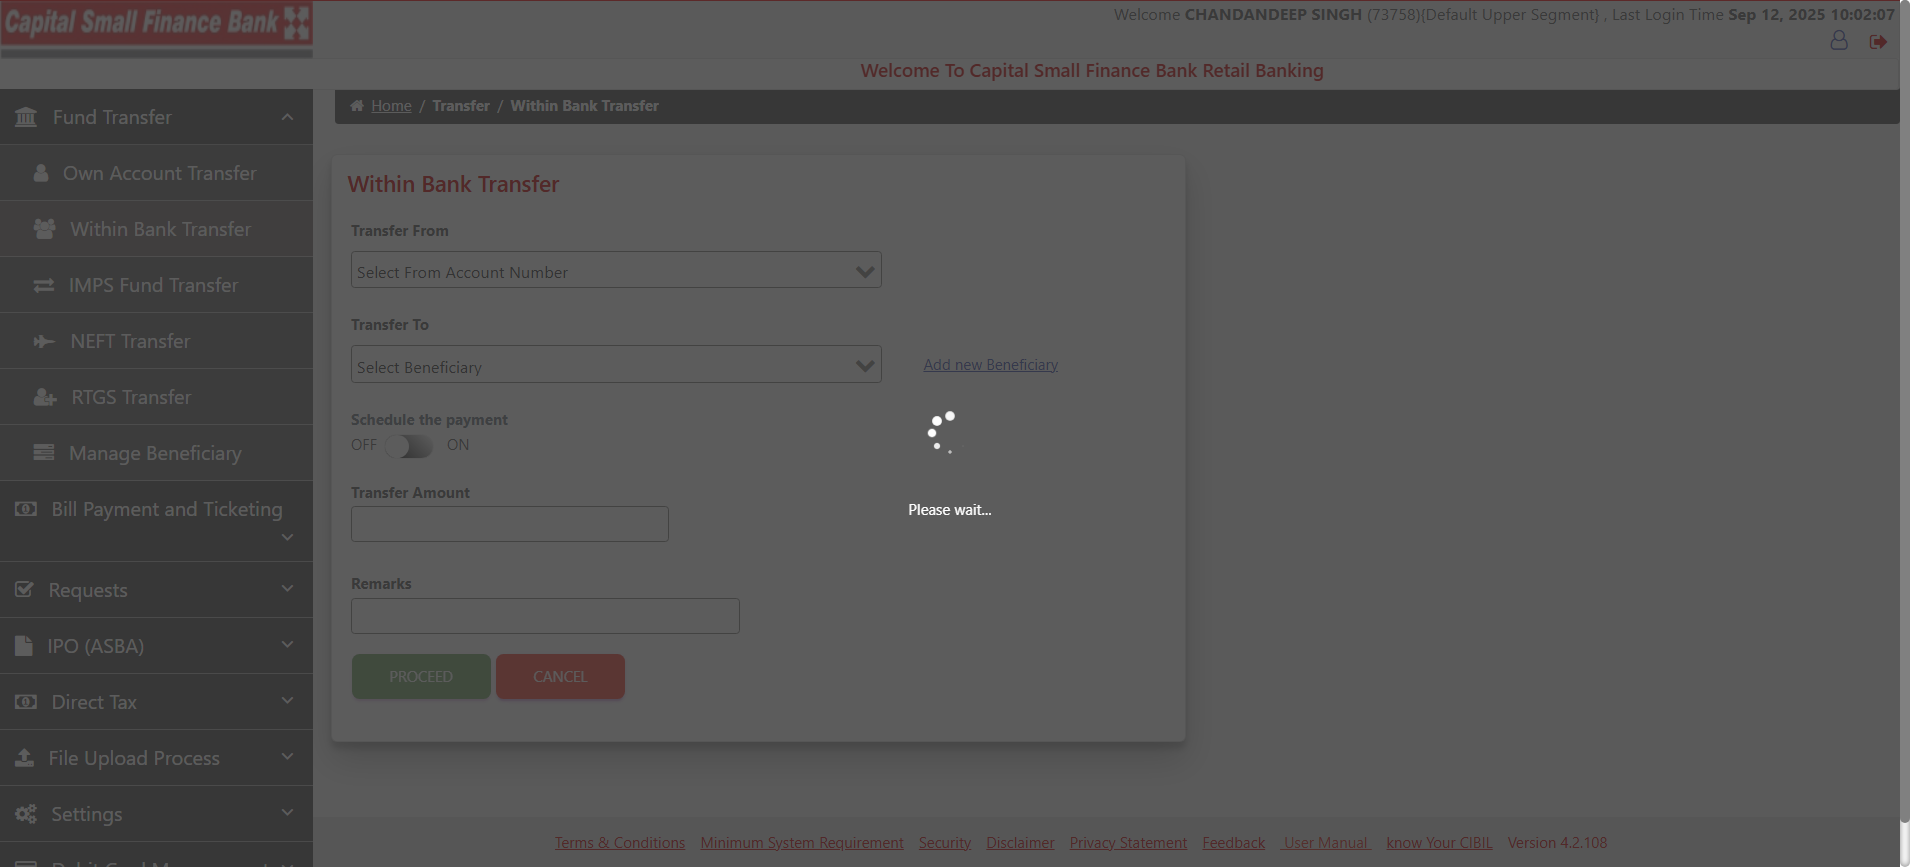 Capital Small Finance Bank
Welcome CHANDANDEEP SINGH (73758){Default Upper Segment} , Last Login Time Sep 12, 2025 10:02:07
Welcome To Capital Small Finance Bank Retail Banking
Home / Transfer / Within Bank Transfer
Fund Transfer
Own Account Transfer
Within Bank Transfer
IMPS Fund Transfer
NEFT Transfer
RTGS Transfer
Manage Beneficiary
Bill Payment and Ticketing
Requests
IPO (ASBA)
Direct Tax
File Upload Process
Settings
Within Bank Transfer
Transfer From
Select From Account Number
Transfer To
Select Beneficiary
Add new Beneficiary
Schedule the payment
OFF ON
Transfer Amount
Please wait...
Remarks
PROCEED CANCEL
Terms & Conditions Minimum System Requirement Security Disclaimer Privacy Statement Feedback User Manual know Your CIBIL Version 4.2.108